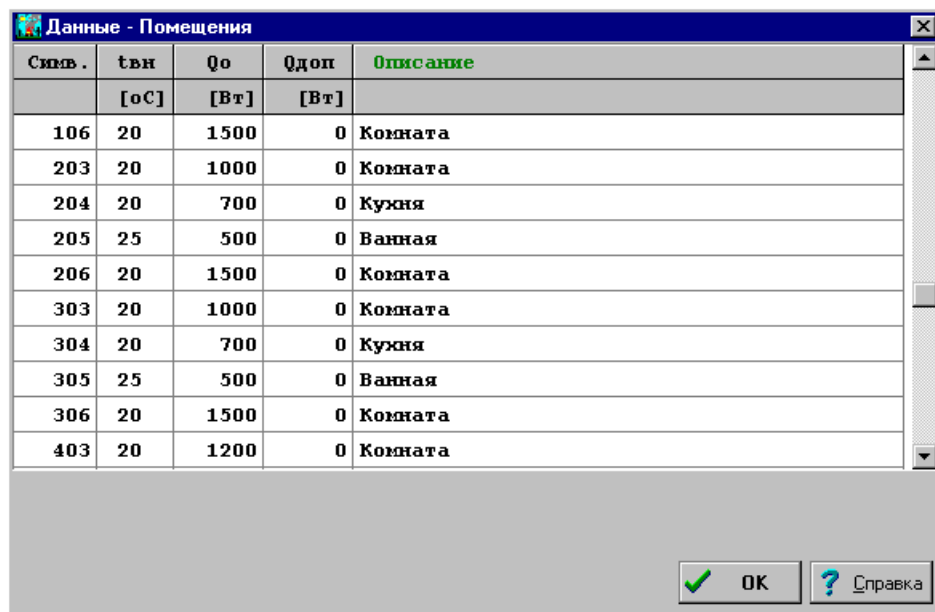 Данные - Помещения
Симв. tвн Qo Qдоп Описание
[oC] [Вт] [Вт]
106 20 1500 0 Комната
203 20 1000 0 Комната
204 20 700 0 Кухня
205 25 500 0 Ванная
206 20 1500 0 Комната
303 20 1000 0 Комната
304 20 700 0 Кухня
305 25 500 0 Ванная
306 20 1500 0 Комната
403 20 1200 0 Комната
OK ? Справка